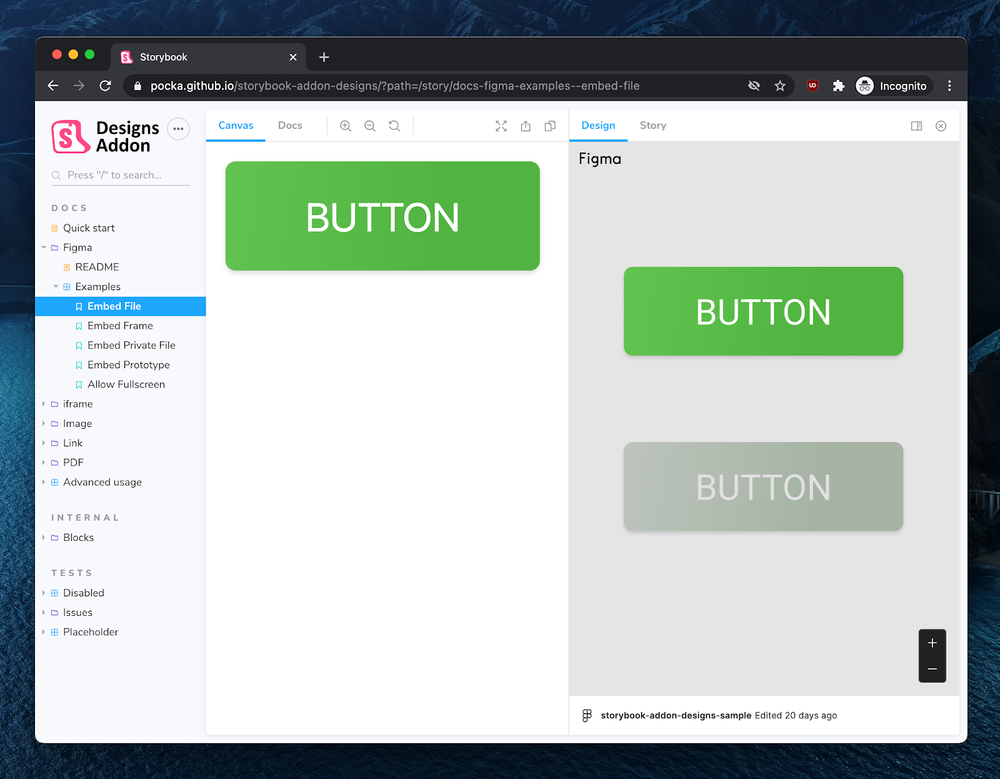 Storybook
pocka.github.io/storybook-addon-designs/?path=/story/docs-figma-examples--embed-file
Incognito
Designs
Addon
Press "/" to search...
DOCS
Quick start
Figma
README
Examples
Embed File
Embed Frame
Embed Private File
Embed Prototype
Allow Fullscreen
iframe
Image
Link
PDF
Advanced usage
INTERNAL
Blocks
TESTS
Disabled
Issues
Placeholder
Canvas
Docs
BUTTON
Design
Story
Figma
BUTTON
BUTTON
storybook-addon-designs-sample Edited 20 days ago